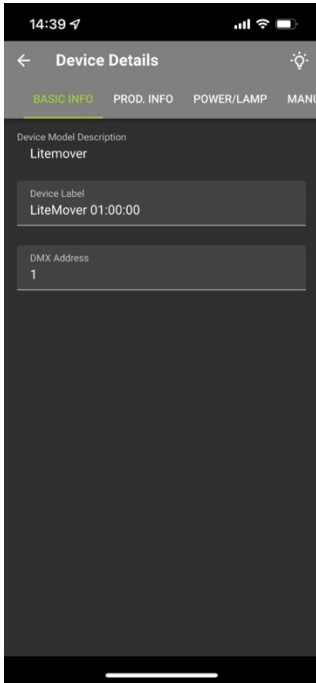 14:39
Device Details
BASIC INFO PROD. INFO POWER/LAMP MANU
Device Model Description
Litemover
Device Label
LiteMover 01:00:00
DMX Address
1